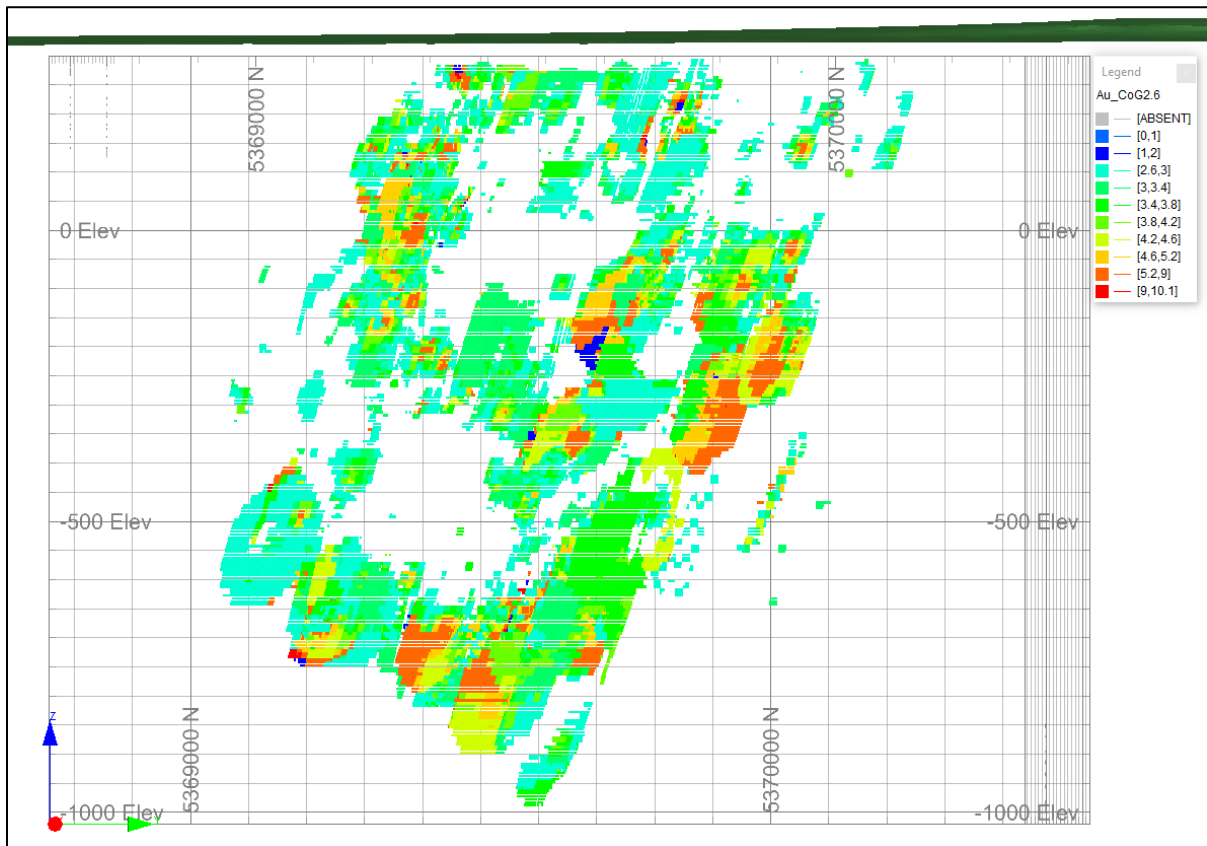 5369000 N
5370000 N
Legend
x
Au_CoG2.6
[ABSENT]
[0,1]
[1,2]
[2.6,3]
[3,3.4]
[3.4,3.8]
[3.8,4.2]
[4.2,4.6]
[4.6,5.2]
[5.2,9]
[9,10.1]
0 Elev
0 Elev
-500 Elev
-500 Elev
5369000 N
5370000 N
z
-1000 Elev
-1000 Elev